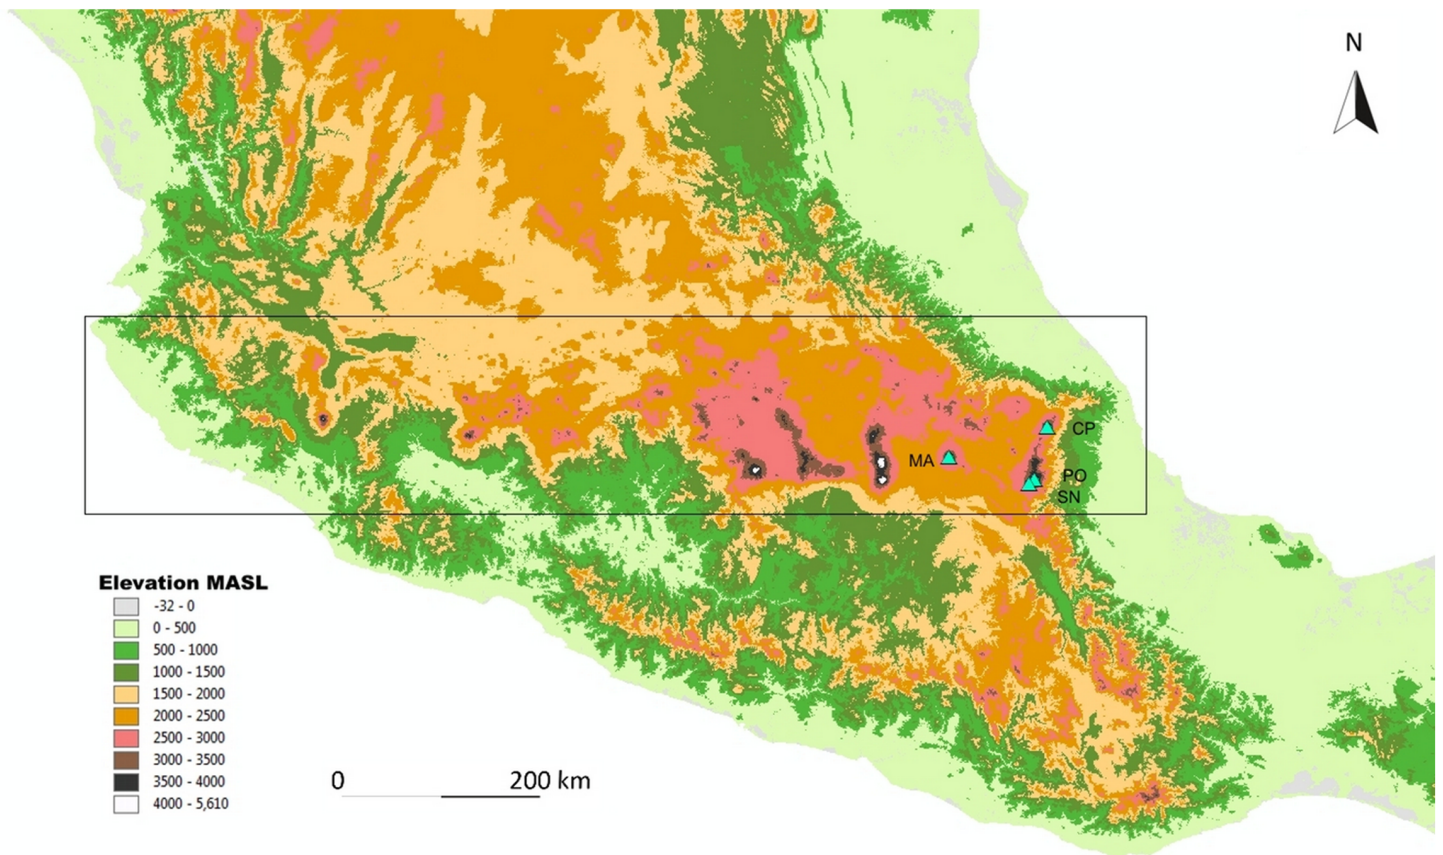 N
CP
MA
PO
SN
Elevation MASL
-32 - 0
0 - 500
500 - 1000
1000 - 1500
1500 - 2000
2000 - 2500
2500 - 3000
3000 - 3500
3500 - 4000
4000 - 5,610
0 200 km